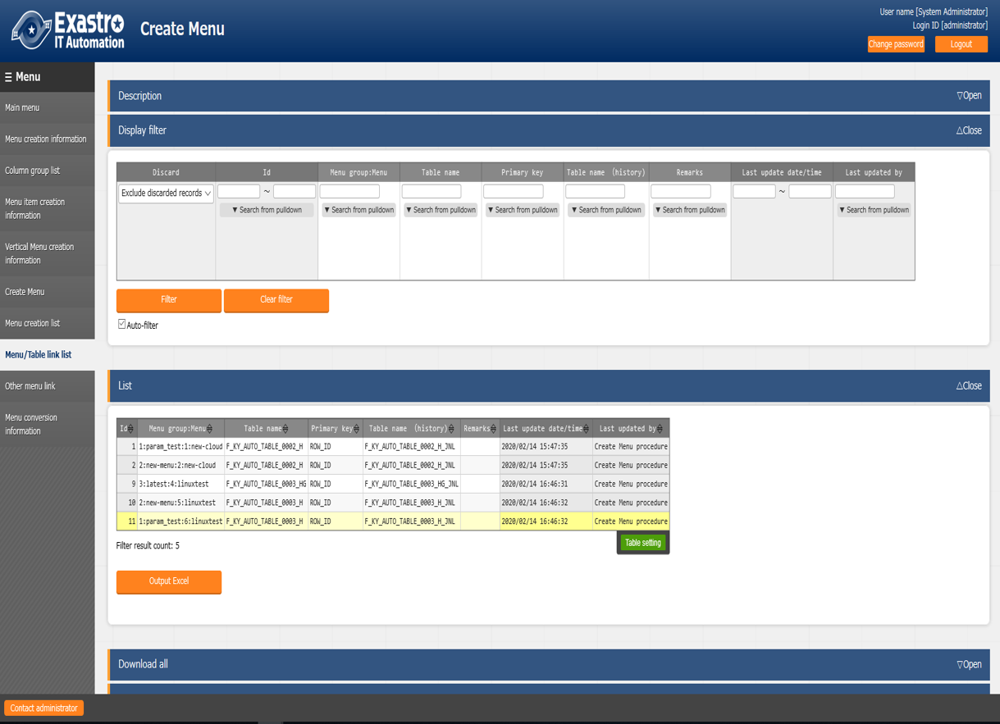 Exastro
IT Automation
Create Menu
User name [System Administrator]
Login ID [administrator]
Change password
Logout
☰ Menu
Main menu
Menu creation information
Column group list
Menu item creation
information
Vertical Menu creation
information
Create Menu
Menu creation list
Menu/Table link list
Other menu link
Menu conversion
information
Description ▽Open
Display filter △Close
Discard Id Menu group:Menu Table name Primary key Table name (history) Remarks Last update date/time Last updated by
Exclude discarded records ~ ~
▼ Search from pulldown ▼ Search from pulldown ▼ Search from pulldown ▼ Search from pulldown ▼ Search from pulldown ▼ Search from pulldown ▼ Search from pulldown
Filter Clear filter
Auto-filter
List △Close
Id Menu group:Menu Table name Primary key Table name (history) Remarks Last update date/time Last updated by
1 1:param_test:1:new-cloud F_KY_AUTO_TABLE_0002_H ROW_ID F_KY_AUTO_TABLE_0002_H_JNL 2020/02/14 15:47:35 Create Menu procedure
2 2:new-menu:2:new-cloud F_KY_AUTO_TABLE_0002_H ROW_ID F_KY_AUTO_TABLE_0002_H_JNL 2020/02/14 15:47:35 Create Menu procedure
9 3:latest:4:linuxtest F_KY_AUTO_TABLE_0003_HG ROW_ID F_KY_AUTO_TABLE_0003_HG_JNL 2020/02/14 16:46:31 Create Menu procedure
10 2:new-menu:5:linuxtest F_KY_AUTO_TABLE_0003_H ROW_ID F_KY_AUTO_TABLE_0003_H_JNL 2020/02/14 16:46:32 Create Menu procedure
11 1:param_test:6:linuxtest F_KY_AUTO_TABLE_0003_H ROW_ID F_KY_AUTO_TABLE_0003_H_JNL 2020/02/14 16:46:32 Create Menu procedure
Filter result count: 5
Table setting
Output Excel
Download all ▽Open
Contact administrator